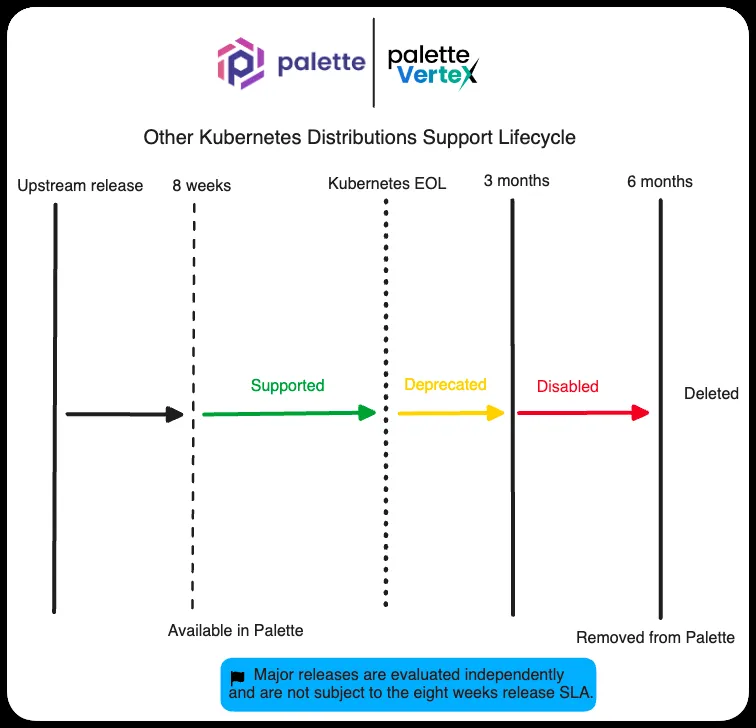 palette
palette
VerteX
Other Kubernetes Distributions Support Lifecycle
Upstream release
8 weeks
Kubernetes EOL
3 months
6 months
Supported
Deprecated
Disabled
Deleted
Available in Palette
Removed from Palette
Major releases are evaluated independently
and are not subject to the eight weeks release SLA.